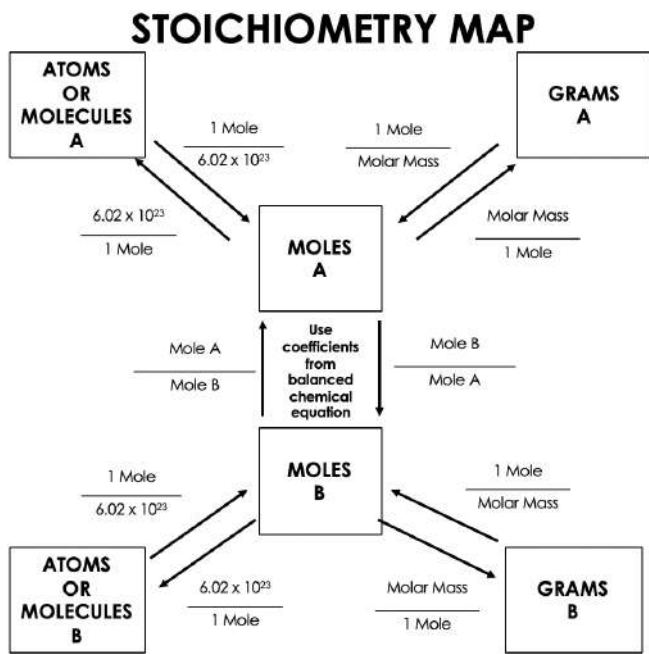 STOICHIOMETRY MAP
ATOMS
OR
MOLECULES
A
GRAMS
A
1 Mole
6.02 x 10²³
1 Mole
Molar Mass
6.02 x 10²³
1 Mole
Molar Mass
1 Mole
MOLES
A
Mole A
Mole B
Use
coefficients
from
balanced
chemical
equation
Mole B
Mole A
MOLES
B
1 Mole
6.02 x 10²³
1 Mole
Molar Mass
ATOMS
OR
MOLECULES
B
6.02 x 10²³
1 Mole
Molar Mass
1 Mole
GRAMS
B